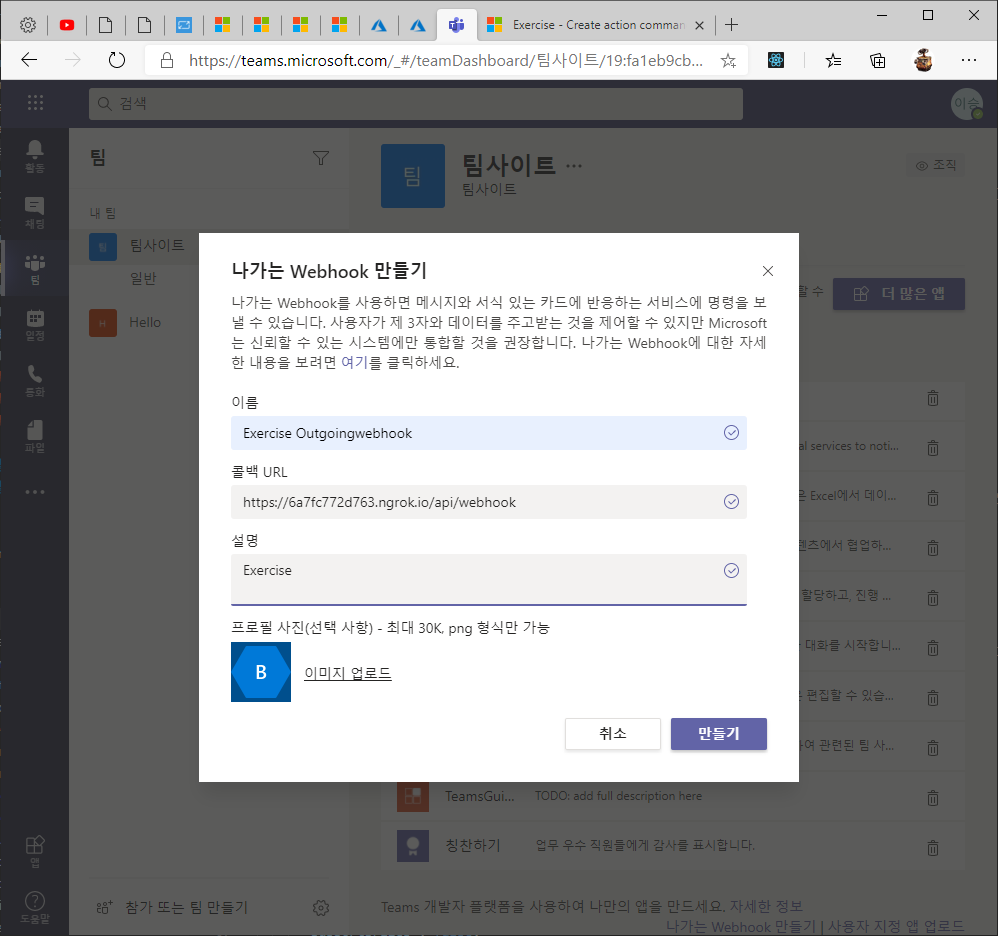 Exercise - Create action comman
https://teams.microsoft.com/_#/teamDashboard/팀사이트/19:fa1eb9cb...
검색
이승
활동
채팅
팀
일정
통화
파일
앱
도움말
팀
내 팀
팀 팀사이트
일반
H Hello
참가 또는 팀 만들기
팀
팀사이트
팀사이트
조직
할 수
더 많은 앱
나가는 Webhook 만들기
나가는 Webhook를 사용하면 메시지와 서식 있는 카드에 반응하는 서비스에 명령을 보
낼 수 있습니다. 사용자가 제 3자와 데이터를 주고받는 것을 제어할 수 있지만 Microsoft
는 신뢰할 수 있는 시스템에만 통합할 것을 권장합니다. 나가는 Webhook에 대한 자세
한 내용을 보려면 여기를 클릭하세요.
이름
Exercise Outgoingwebhook
콜백 URL
https://6a7fc772d763.ngrok.io/api/webhook
설명
Exercise
프로필 사진(선택 사항) - 최대 30K, png 형식만 가능
B
이미지 업로드
취소
만들기
al services to noti...
은 Excel에서 데이...
텐츠에서 협업하...
할당하고, 진행 ...
대화를 시작합니...
편집할 수 있습...
여 관련된 팀 사...
TeamsGui... TODO: add full description here
칭찬하기 업무 우수 직원들에게 감사를 표시합니다.
Teams 개발자 플랫폼을 사용하여 나만의 앱을 만드세요. 자세한 정보
나가는 Webhook 만들기 | 사용자 지정 앱 업로드